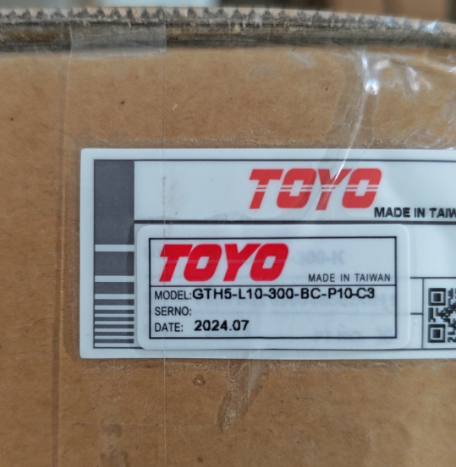 TOYO
MADE IN TAIW
TOYO
MADE IN TAIWAN
MODEL:GTH5-L10-300-BC-P10-C3
SERNO:
DATE: 2024.07